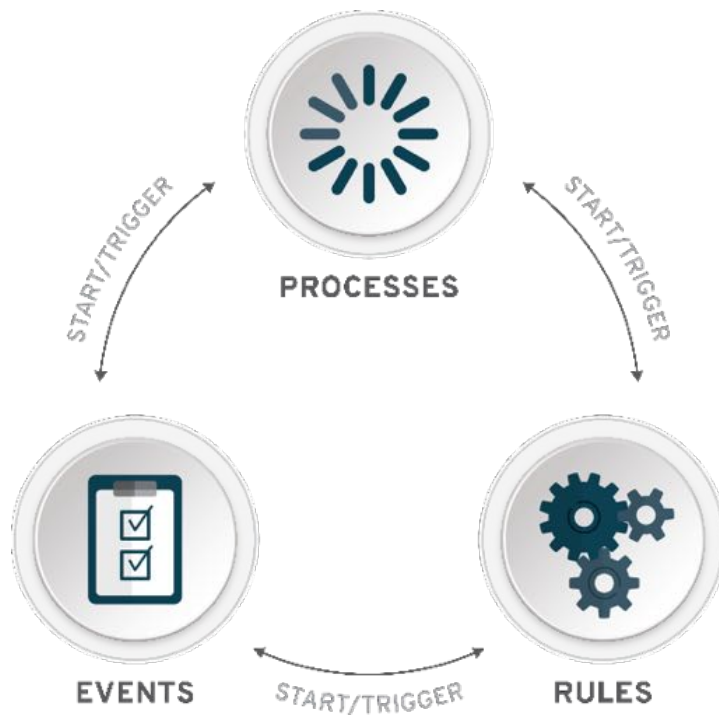 START/TRIGGER
START/TRIGGER
PROCESSES
EVENTS
START/TRIGGER
RULES